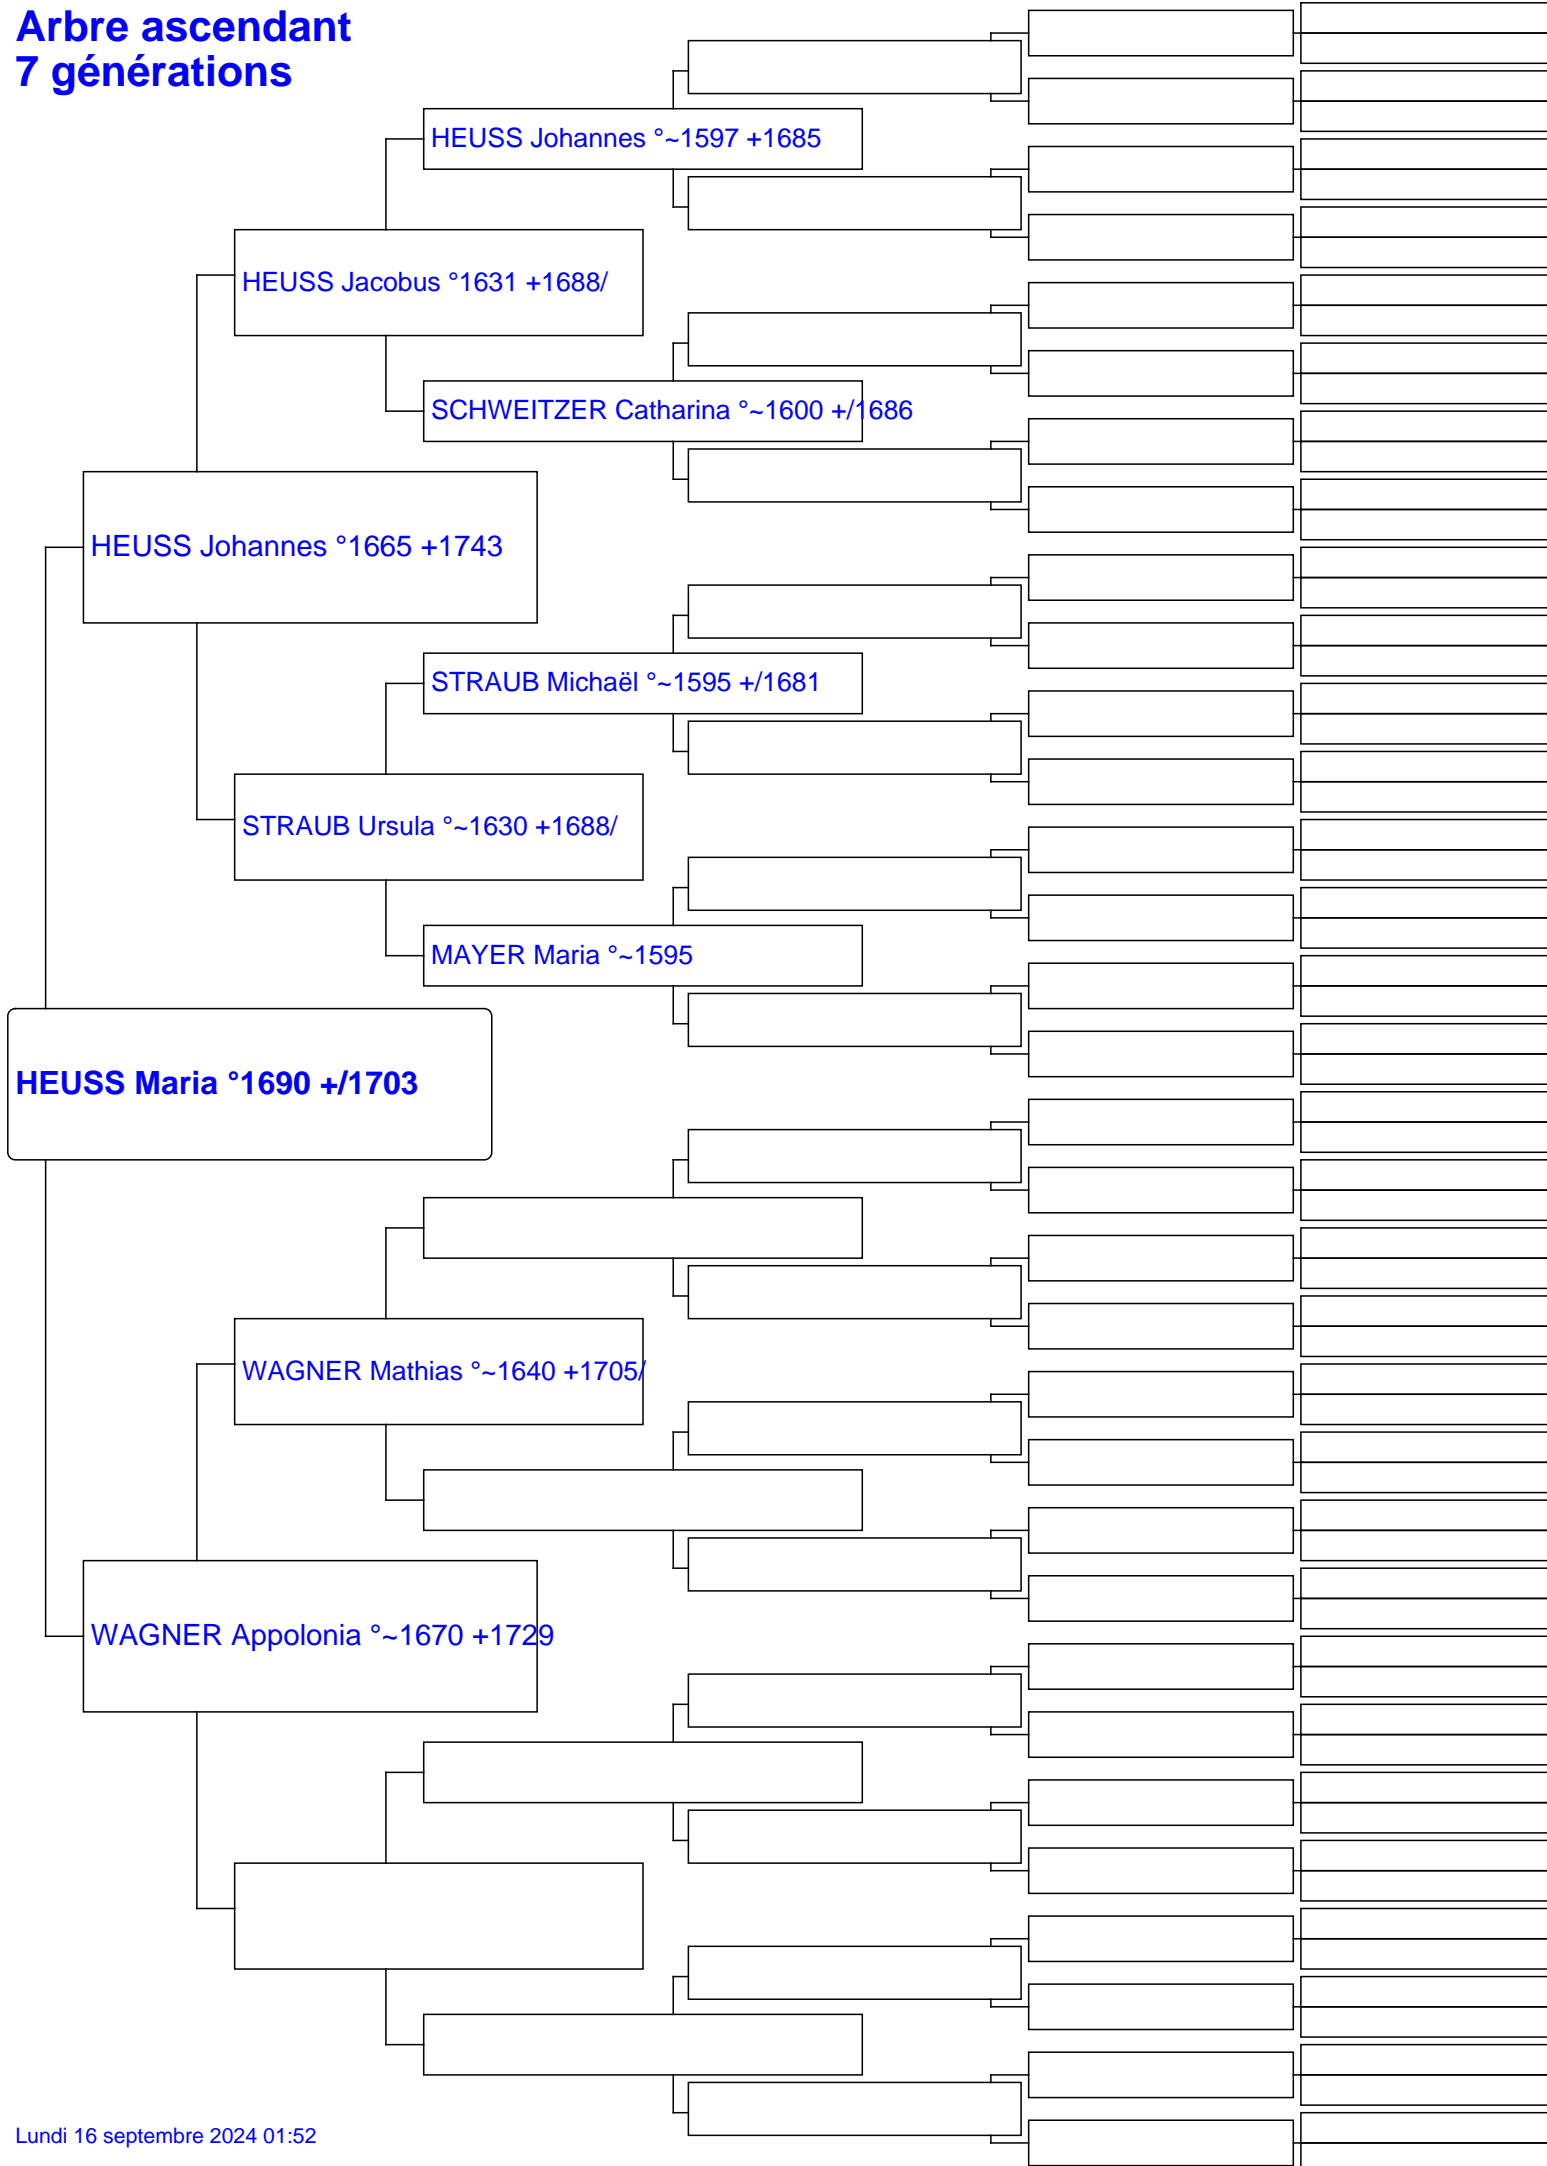 Arbre ascendant
7 générations
HEUSS Johannes °~1597 +1685
HEUSS Jacobus °1631 +1688/
SCHWEITZER Catharina °~1600 +/1686
HEUSS Johannes °1665 +1743
STRAUB Michaël °~1595 +/1681
STRAUB Ursula °~1630 +1688/
MAYER Maria °~1595
HEUSS Maria °1690 +/1703
WAGNER Mathias °~1640 +1705/
WAGNER Appolonia °~1670 +1729
Lundi 16 septembre 2024 01:52